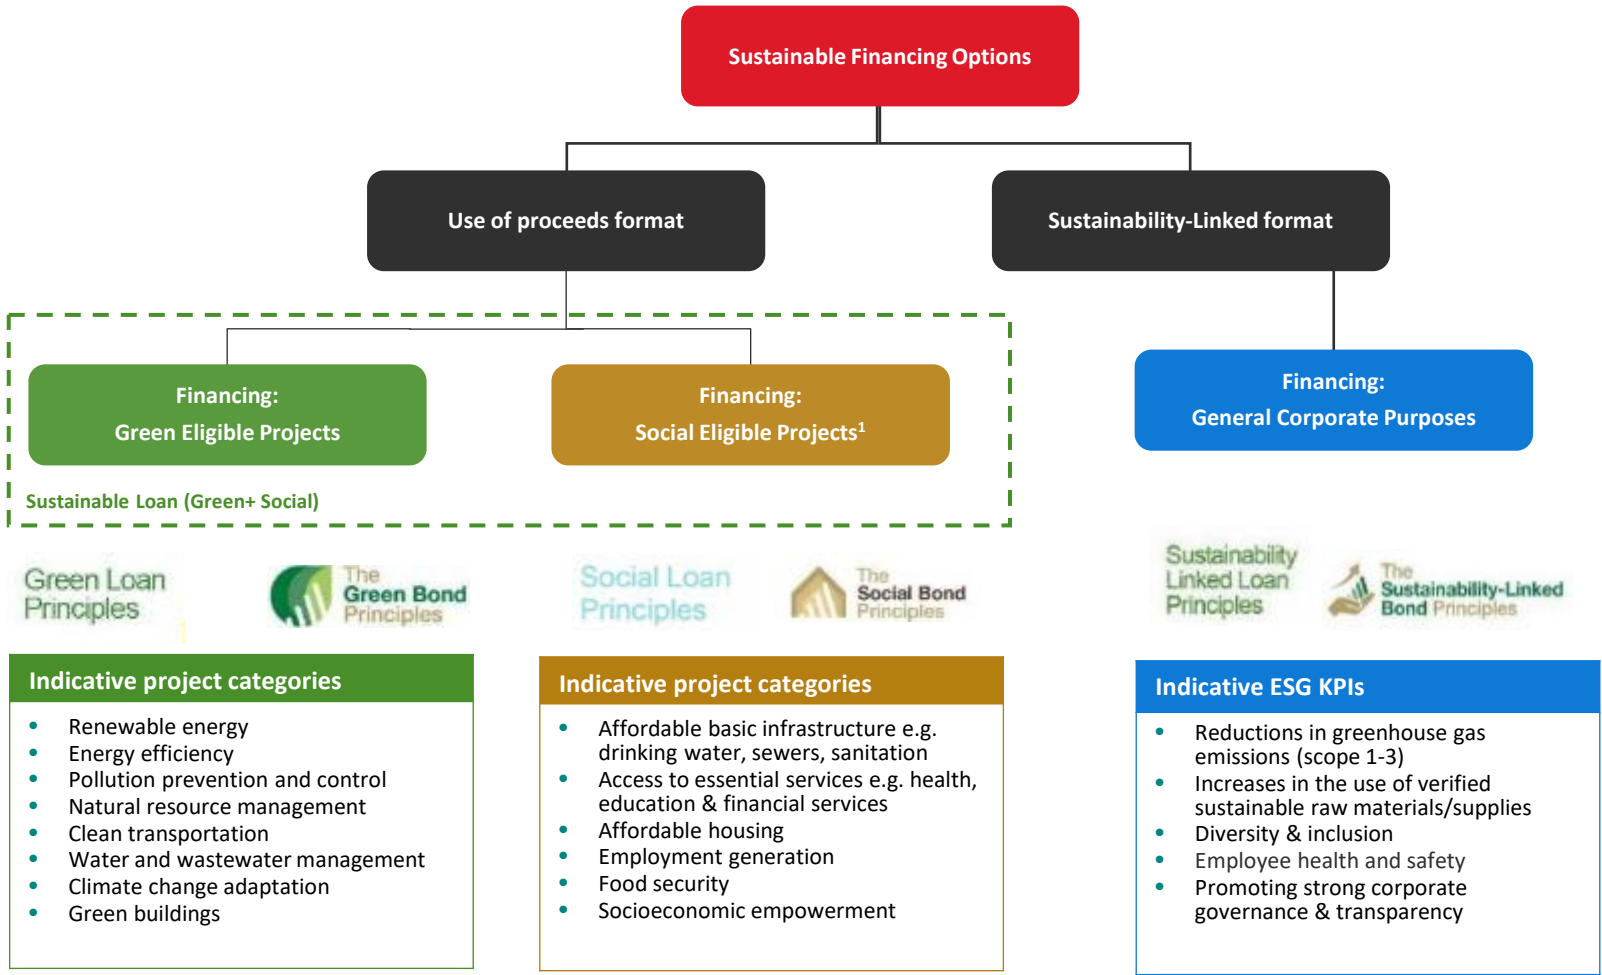 Sustainable Financing Options
Use of proceeds format
Sustainability-Linked format
Financing:
Green Eligible Projects
Financing:
Social Eligible Projects¹
Financing:
General Corporate Purposes
Sustainable Loan (Green+ Social)
Green Loan
Principles
The
Green Bond
Principles
Social Loan
Principles
The
Social Bond
Principles
Sustainability
Linked Loan
Principles
The
Sustainability-Linked
Bond Principles
Indicative project categories
• Renewable energy
• Energy efficiency
• Pollution prevention and control
• Natural resource management
• Clean transportation
• Water and wastewater management
• Climate change adaptation
• Green buildings
Indicative project categories
• Affordable basic infrastructure e.g.
drinking water, sewers, sanitation
• Access to essential services e.g. health,
education & financial services
• Affordable housing
• Employment generation
• Food security
• Socioeconomic empowerment
Indicative ESG KPIs
• Reductions in greenhouse gas
emissions (scope 1-3)
• Increases in the use of verified
sustainable raw materials/supplies
• Diversity & inclusion
• Employee health and safety
• Promoting strong corporate
governance & transparency